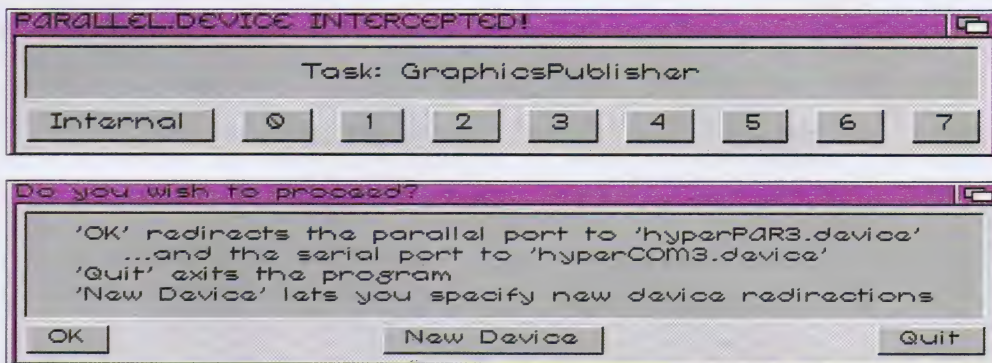 PARALLEL.DEVICE INTERCEPTED!
Task: GraphicsPublisher
Internal 0 1 2 3 4 5 6 7
Do you wish to proceed?
'OK' redirects the parallel port to 'hyperPAR3.device'
...and the serial port to 'hyperCOM3.device'
'Quit' exits the program
'New Device' lets you specify new device redirections
OK New Device Quit